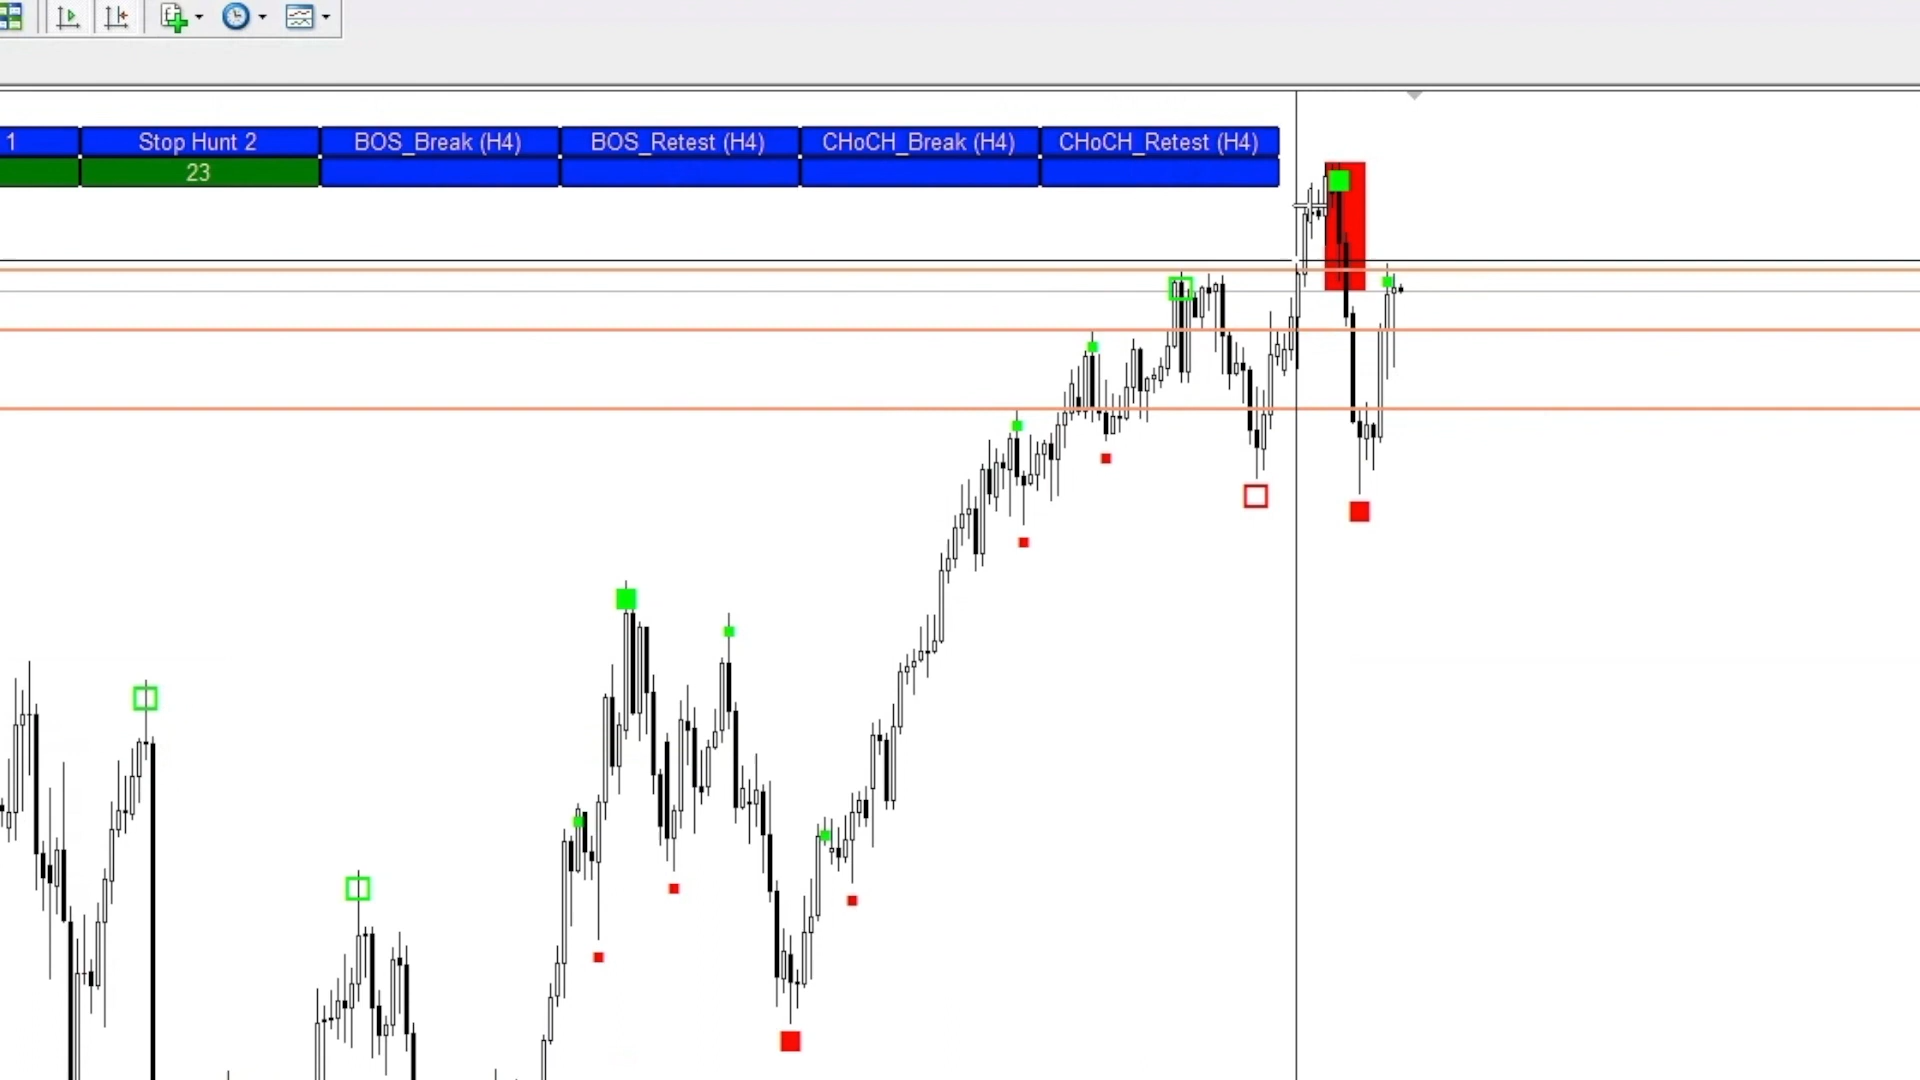 1 Stop Hunt 2 BOS_Break (H4) BOS_Retest (H4) CHoCH_Break (H4) CHoCH_Retest (H4)
23